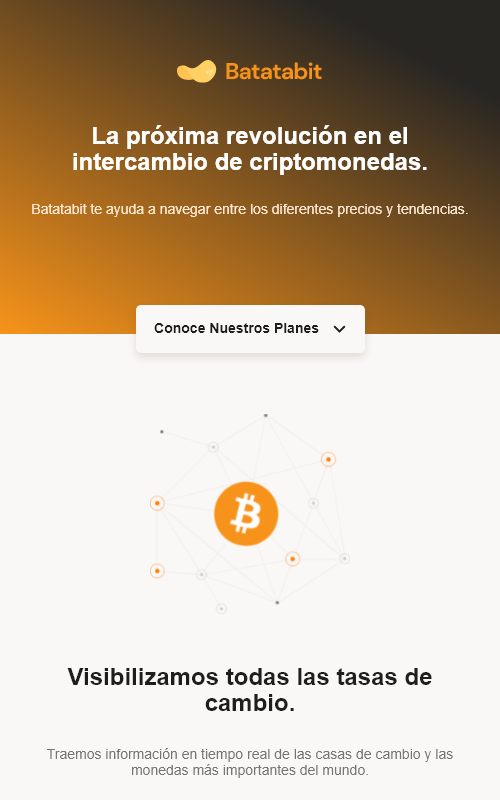 Batatabit
La próxima revolución en el
intercambio de criptomonedas.
Batatabit te ayuda a navegar entre los diferentes precios y tendencias.
Conoce Nuestros Planes
Visibilizamos todas las tasas de
cambio.
Traemos información en tiempo real de las casas de cambio y las
monedas más importantes del mundo.